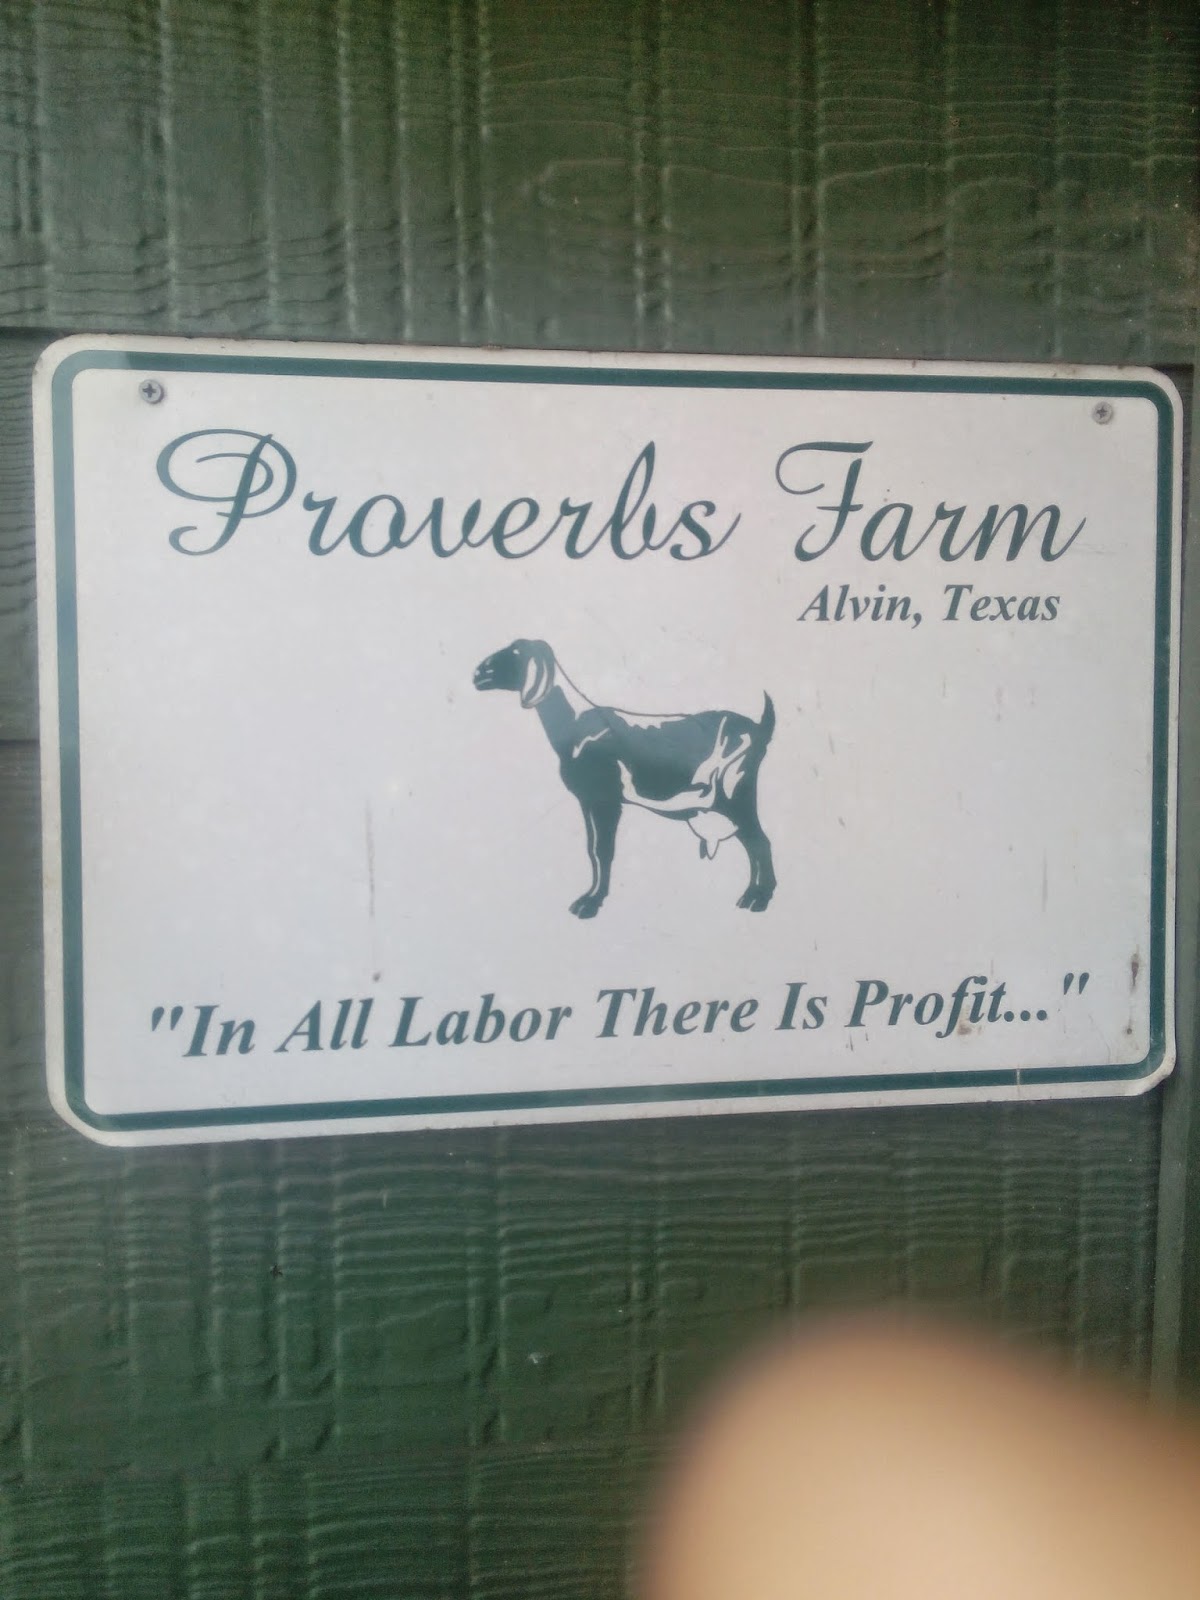 Proverbs Farm
Alvin, Texas
"In All Labor There Is Profit..."